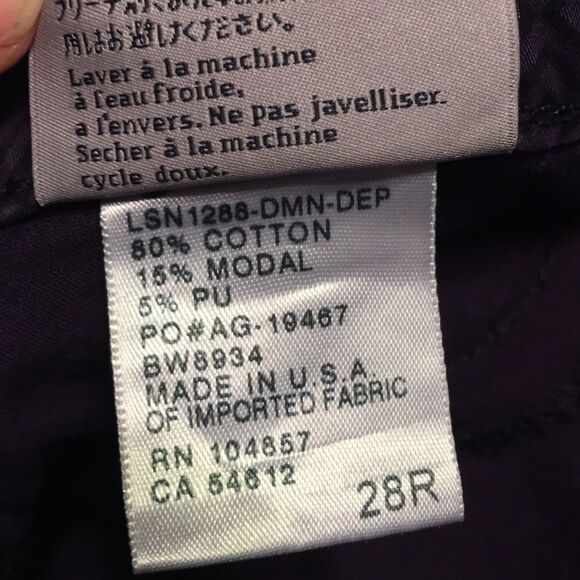 用はお避けください。
Laver à la machine
à l'eau froide,
a l'envers. Ne pas javelliser.
Secher à la machine
cycle doux.
LSN1288-DMN-DEP
80% COTTON
15% MODAL
5% PU
PO#AG-19467
BW8934
MADE IN U.S.A.
OF IMPORTED FABRIC
RN 104857
CA 54612
28R